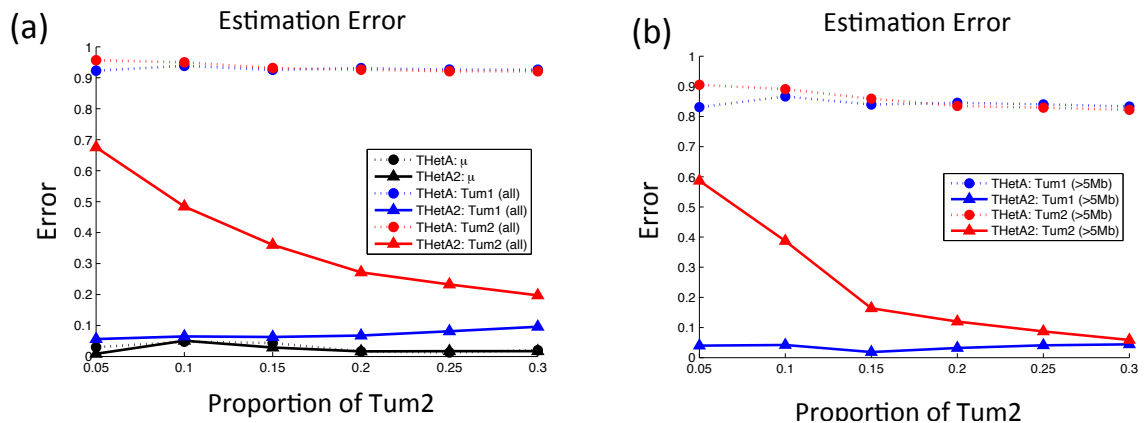 (a)
Estimation Error
1
0.9
0.8
0.7
0.6
0.5
0.4
0.3
0.2
0.1
0
Error
THetA: μ
THetA2: μ
THetA: Tum1 (all)
THetA2: Tum1 (all)
THetA: Tum2 (all)
THetA2: Tum2 (all)
0.05 0.1 0.15 0.2 0.25 0.3
Proportion of Tum2
(b)
Estimation Error
1
0.9
0.8
0.7
0.6
0.5
0.4
0.3
0.2
0.1
0
Error
THetA: Tum1 (>5Mb)
THetA2: Tum1 (>5Mb)
THetA: Tum2 (>5Mb)
THetA2: Tum2 (>5Mb)
0.05 0.1 0.15 0.2 0.25 0.3
Proportion of Tum2